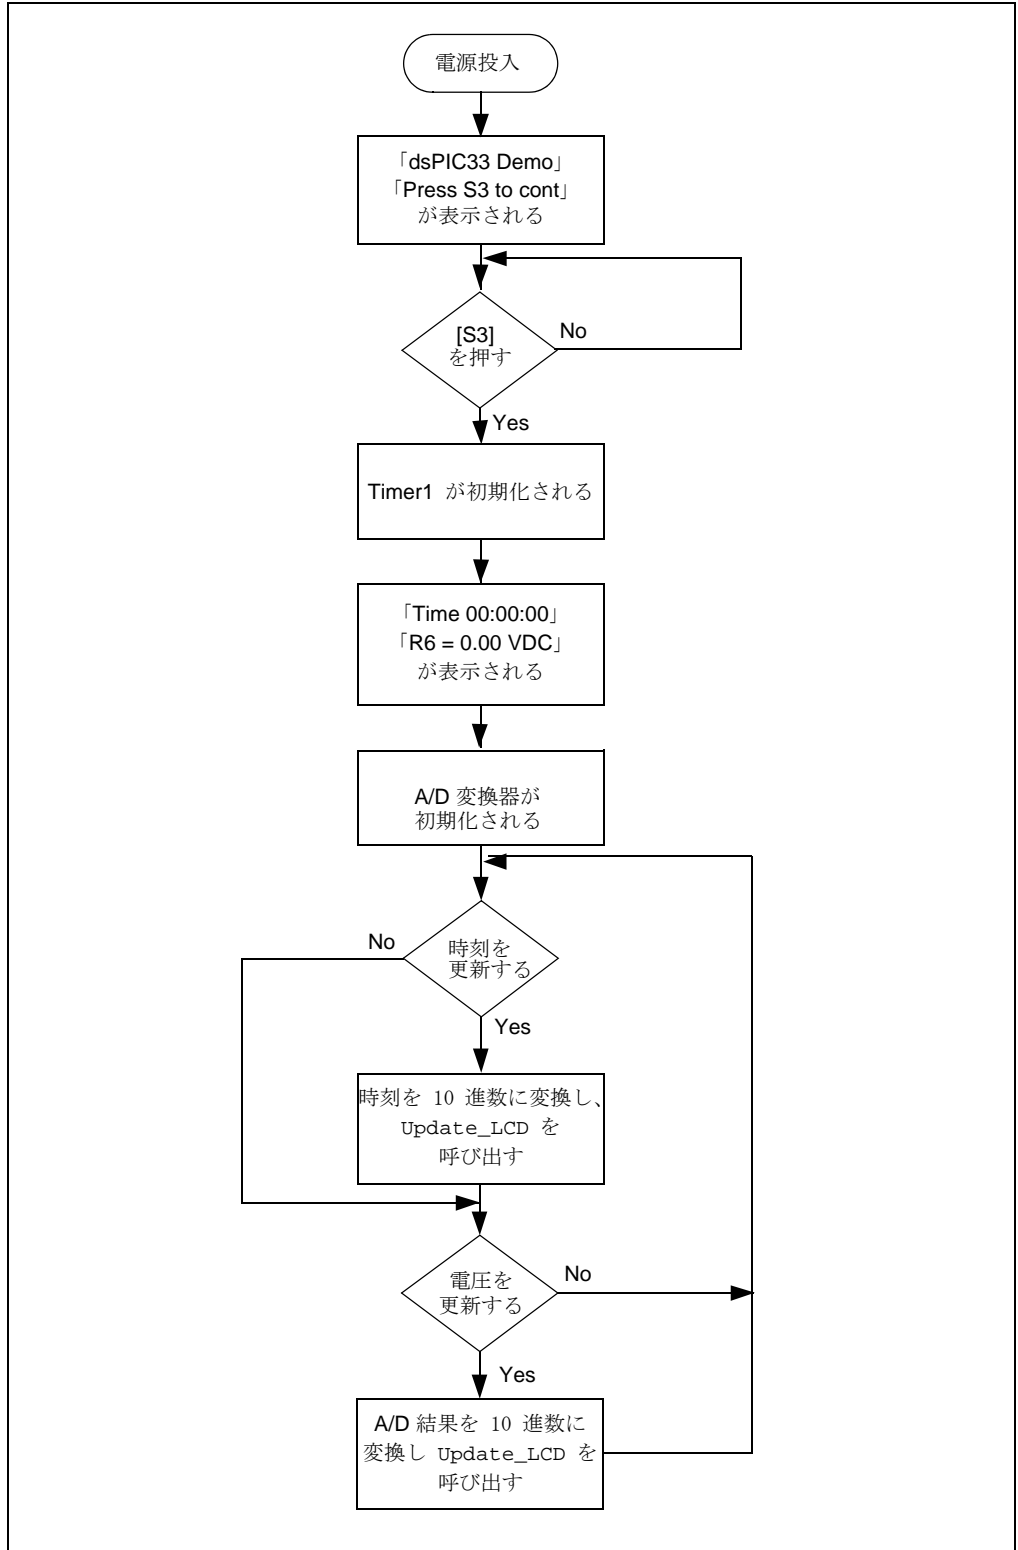 電源投入
「dsPIC33 Demo」
「Press S3 to cont」
が表示される
[S3]
を押す
No
Yes
Timer1 が初期化される
「Time 00:00:00」
「R6 = 0.00 VDC」
が表示される
A/D 変換器が
初期化される
No
時刻を
更新する
Yes
時刻を 10 進数に変換し、
Update_LCD を
呼び出す
電圧を
更新する
No
Yes
A/D 結果を 10 進数に
変換し Update_LCD を
呼び出す